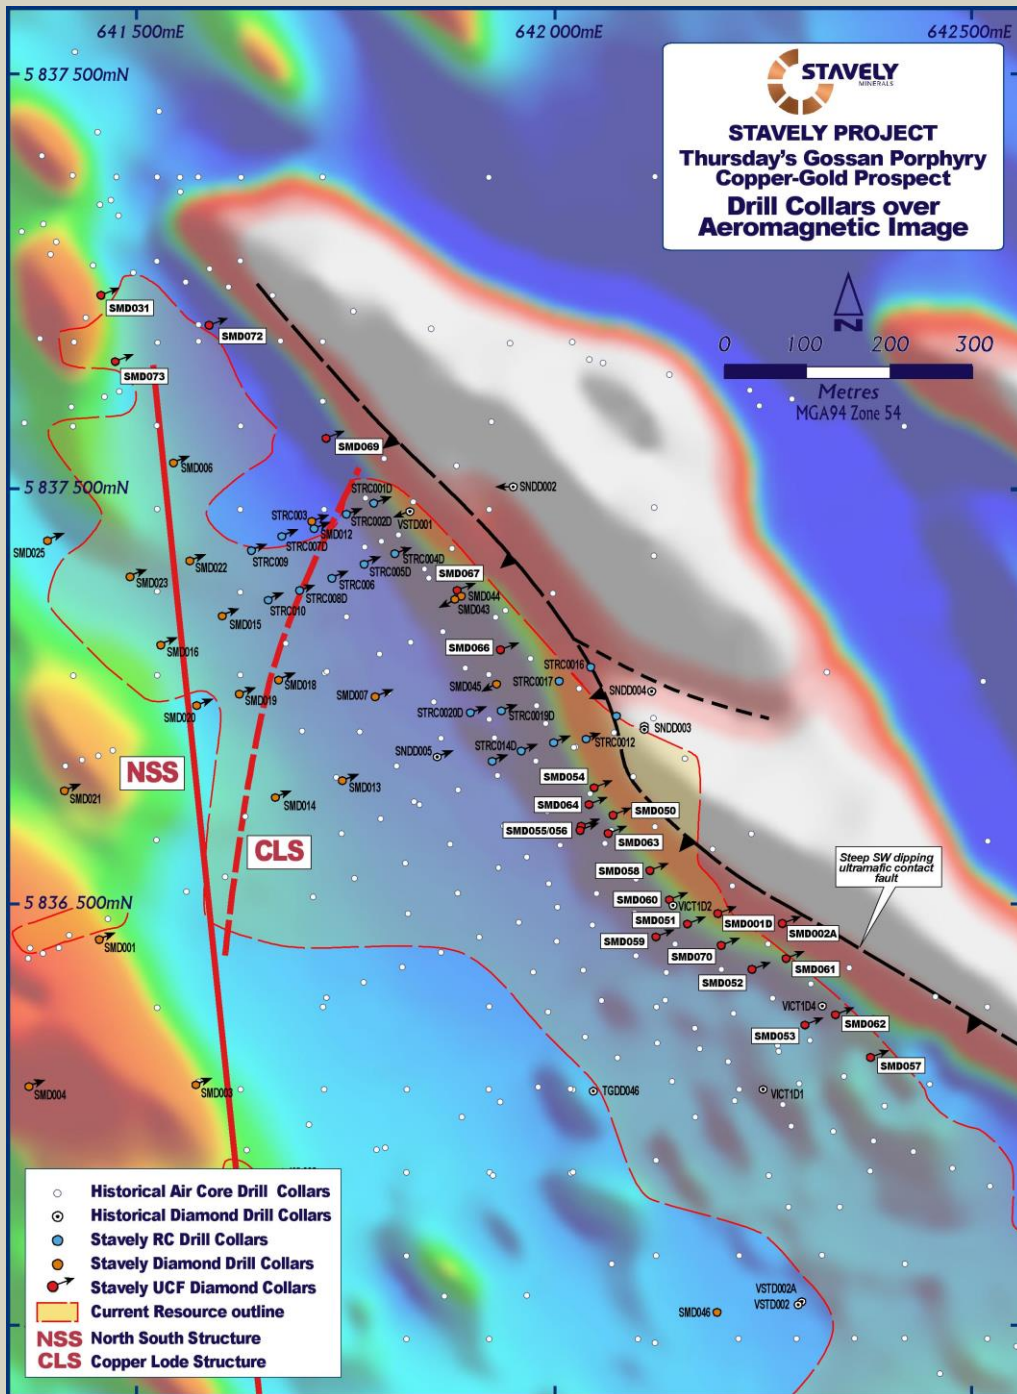 641 500mE
642 000mE
642 500mE
5 837 500mN
STAVELY
MINERALS
STAVELY PROJECT
Thursday's Gossan Porphyry
Copper-Gold Prospect
Drill Collars over
Aeromagnetic Image
N
0 100 200 300
Metres
MGA94 Zone 54
SMD031
SMD072
SMD073
SMD069
SMD006
5 837 500mN
SNDD002
STRC001D
STRC003
STRC002D
VSTD001
SMD012
STRC007D
SMD025
STRC009
STRC004D
SMD022
STRC005D
SMD067
SMD023
STRC006
SMD044
STRC008D
SMD043
STRC010
SMD015
SMD016
SMD066
STRC0016
SMD018
SMD045
STRC0017
SNDD004
SMD019
SMD007
SMD020
STRC0020D
STRC0019D
SNDD003
STRC0012
SNDD005
STRC014D
NSS
SMD054
SMD021
SMD013
SMD014
SMD064
SMD050
SMD055/056
SMD063
CLS
Steep SW dipping
ultramafic contact
fault
SMD058
5 836 500mN
SMD060
VICT1D2
SMD051
SMD001D
SMD002A
SMD059
SMD001
SMD070
SMD061
SMD052
VICT1D4
SMD062
SMD053
SMD057
SMD004
SMD003
TGDD046
VICT1D1
Historical Air Core Drill Collars
Historical Diamond Drill Collars
Stavely RC Drill Collars
Stavely Diamond Drill Collars
Stavely UCF Diamond Collars
Current Resource outline
NSS North South Structure
CLS Copper Lode Structure
VSTD002A
VSTD002
SMD046